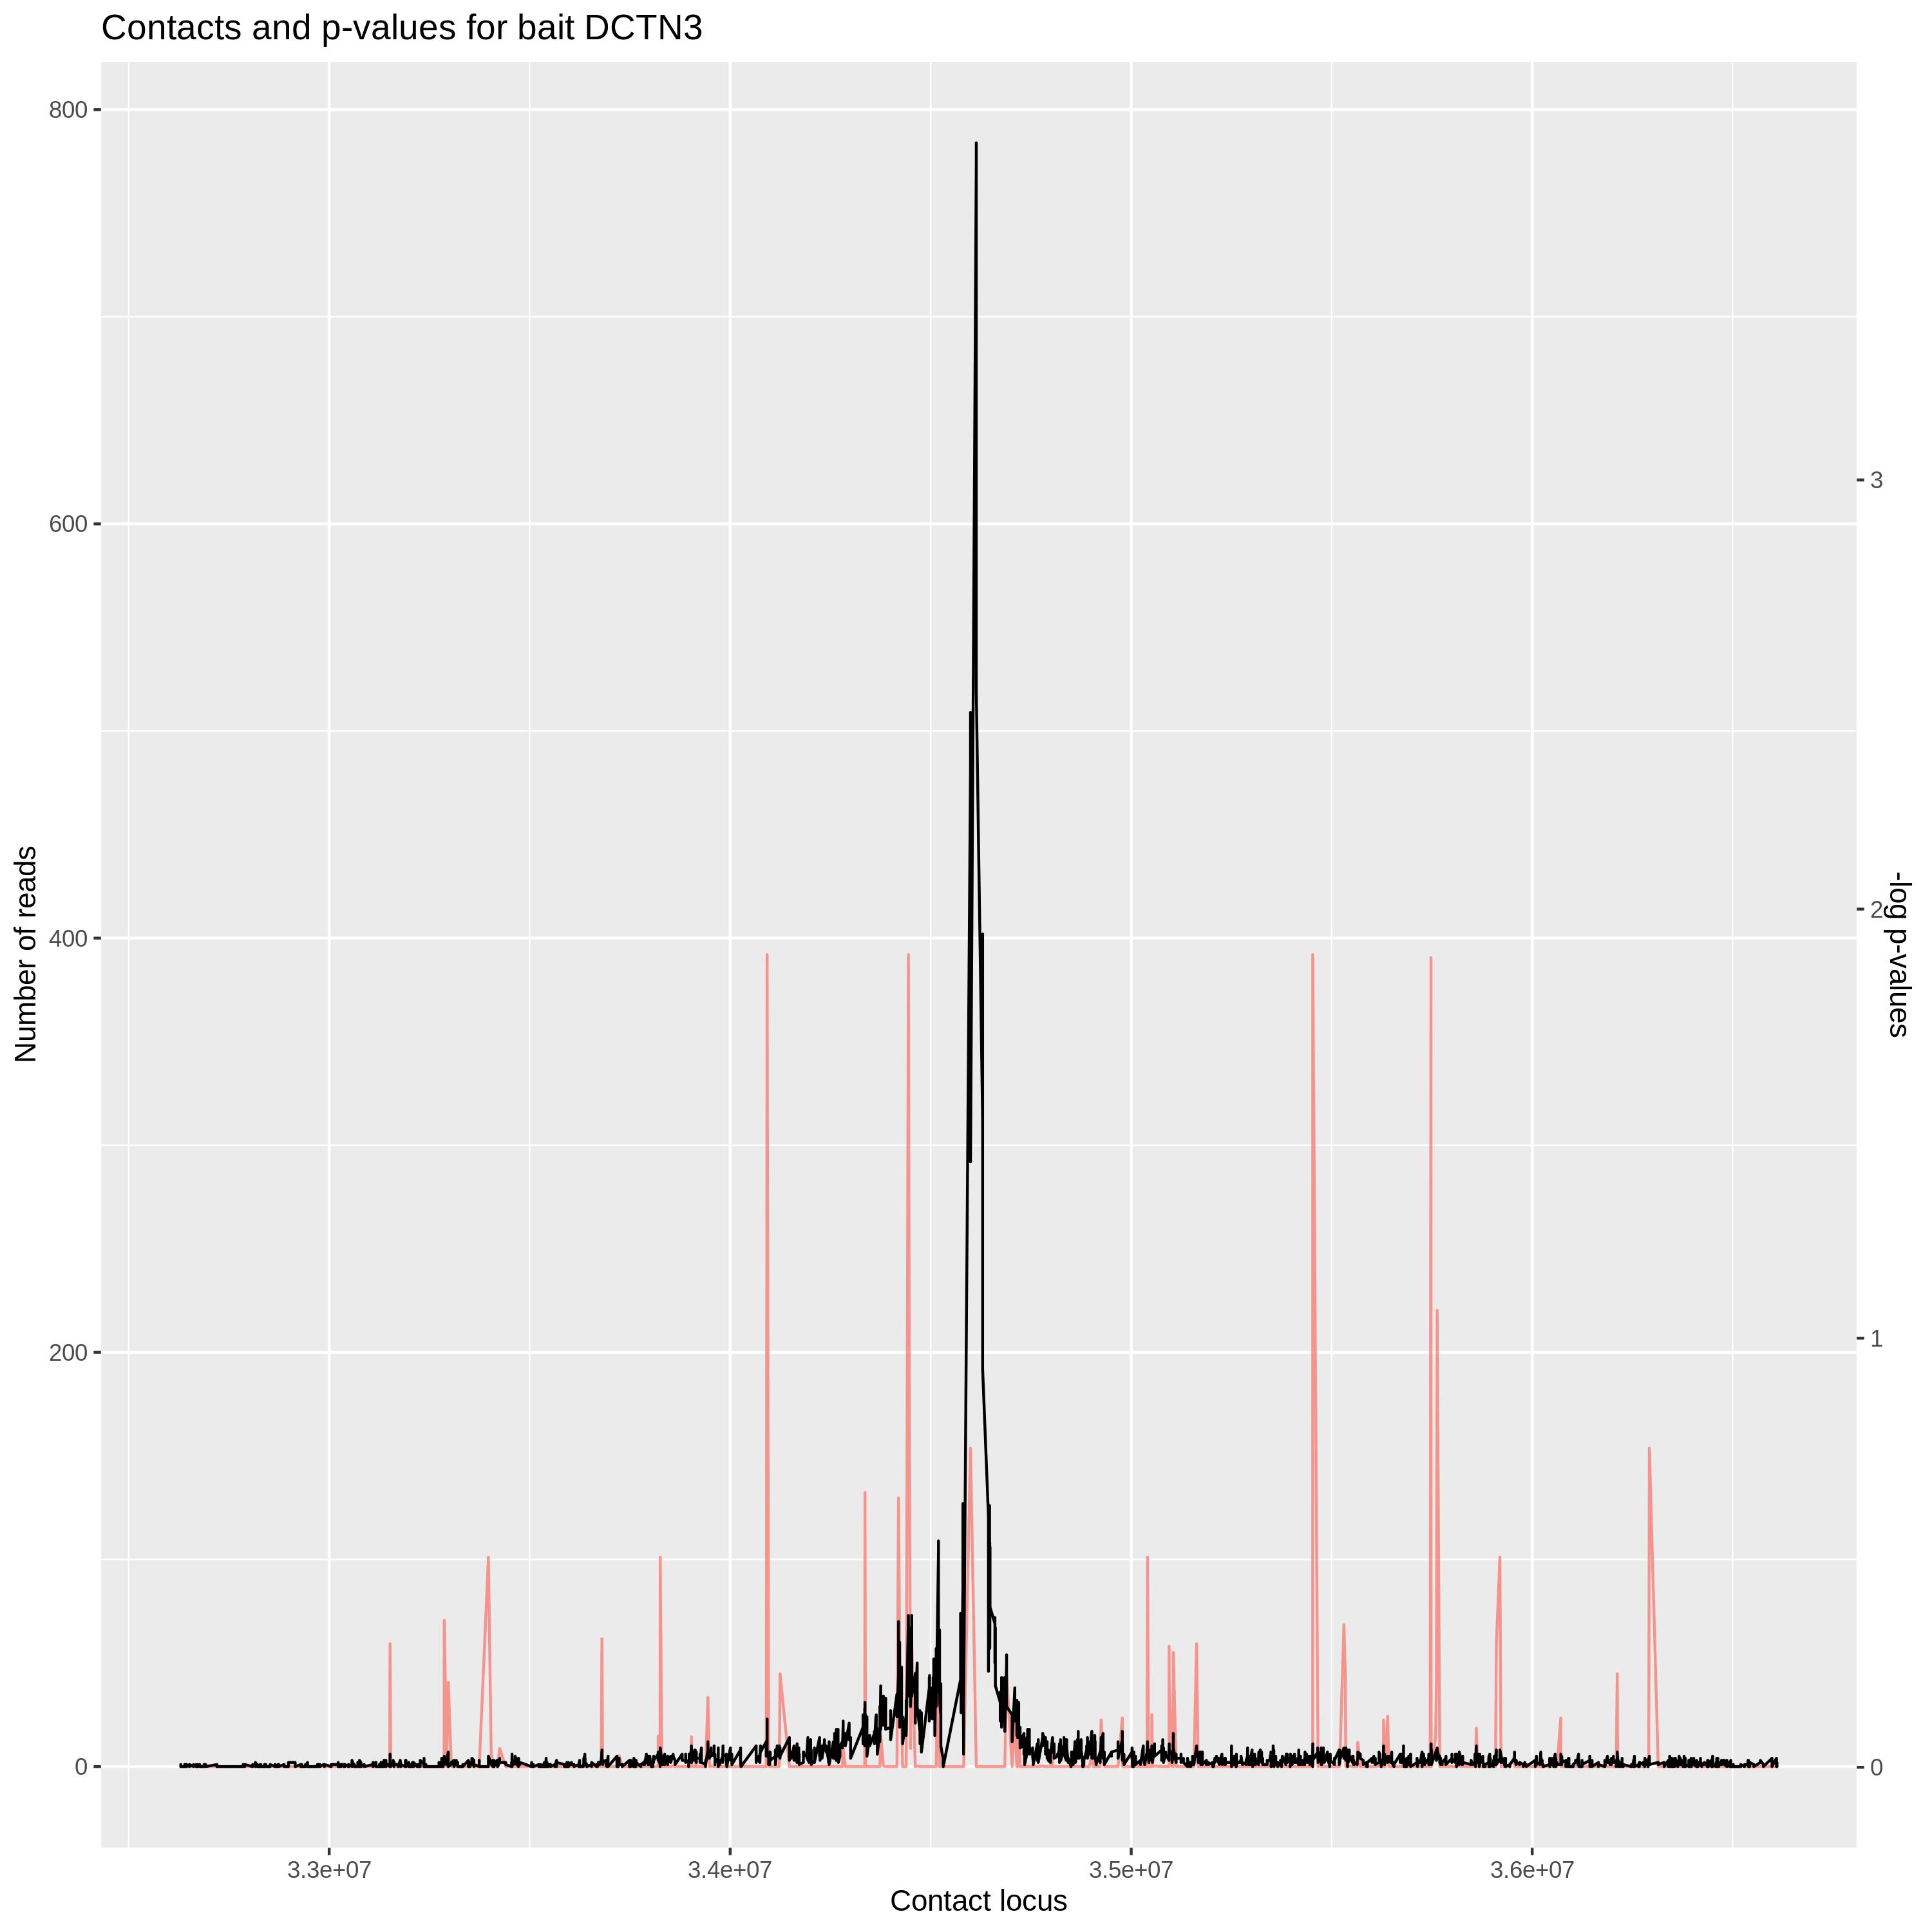 Contacts and p-values for bait DCTN3
800
600
400
200
0
Number of reads
3
2
1
0
-log p-values
3.3e+07
3.4e+07
3.5e+07
3.6e+07
Contact locus